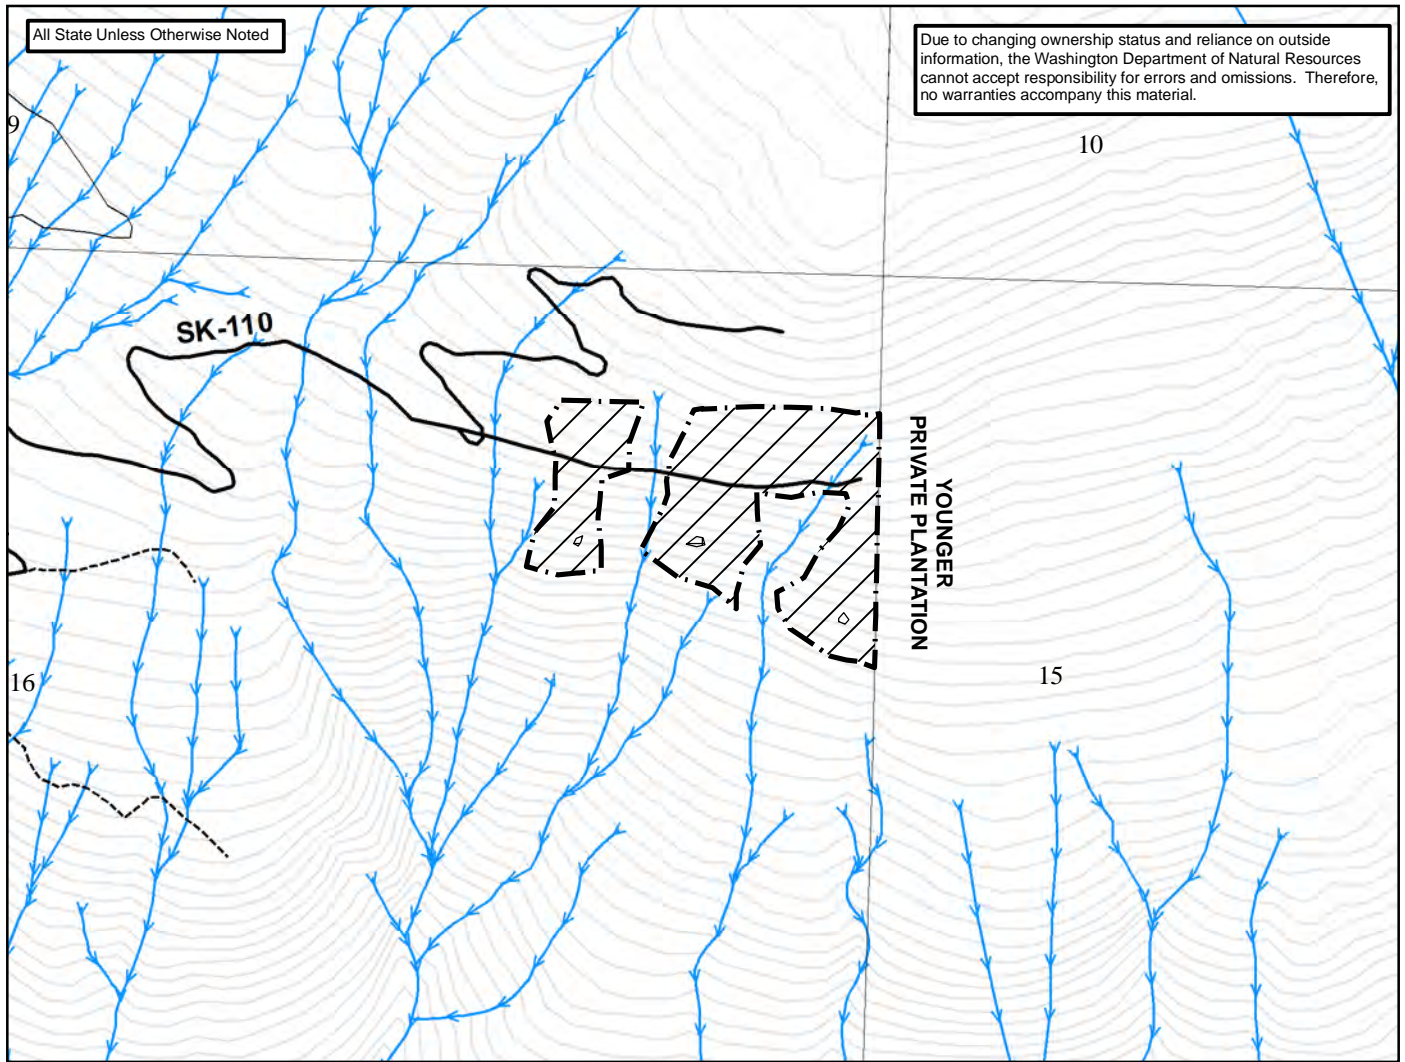 All State Unless Otherwise Noted
Due to changing ownership status and reliance on outside
information, the Washington Department of Natural Resources
cannot accept responsibility for errors and omissions. Therefore,
no warranties accompany this material.
9
10
SK-110
YOUNGER
PRIVATE PLANTATION
16
15